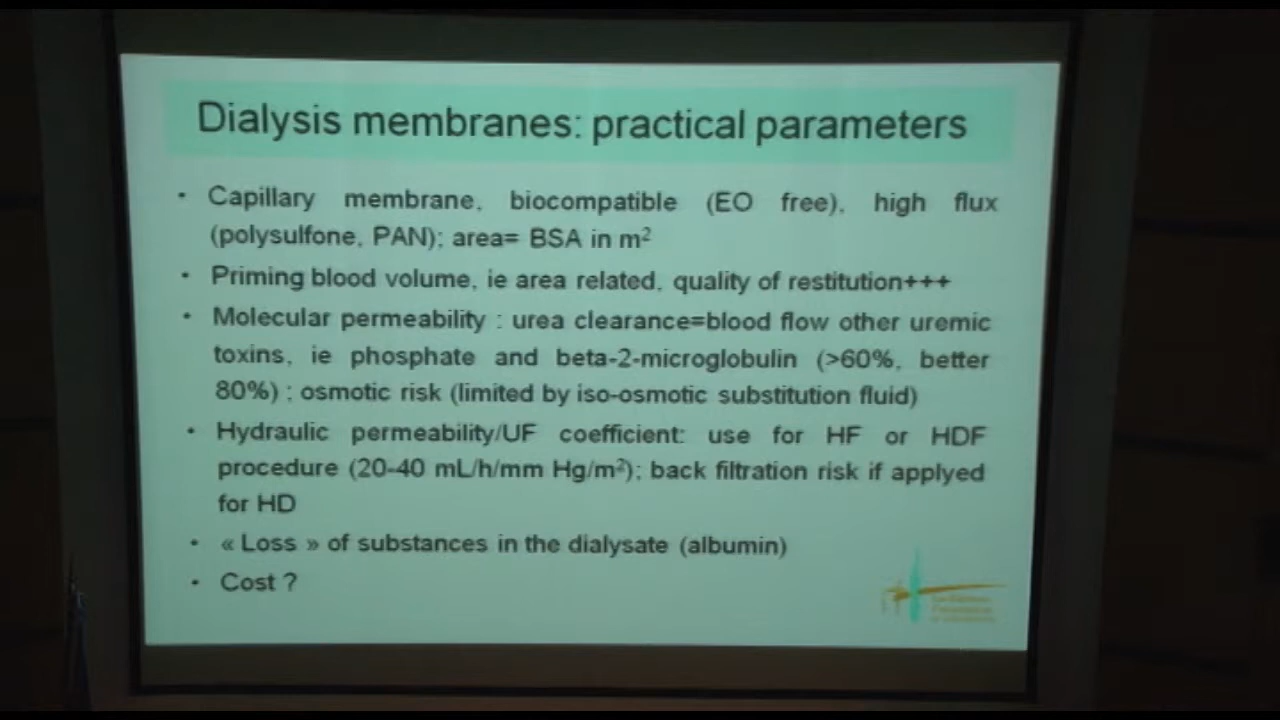 Dialysis membranes: practical parameters
• Capillary membrane, biocompatible (EO free), high flux
(polysulfone, PAN); area= BSA in m²
• Priming blood volume, ie area related, quality of restitution+++
• Molecular permeability : urea clearance=blood flow other uremic
toxins, ie phosphate and beta-2-microglobulin (>60%, better
80%) ; osmotic risk (limited by iso-osmotic substitution fluid)
• Hydraulic permeability/UF coefficient: use for HF or HDF
procedure (20-40 mL/h/mm Hg/m²); back filtration risk if applyed
for HD
• « Loss » of substances in the dialysate (albumin)
• Cost ?